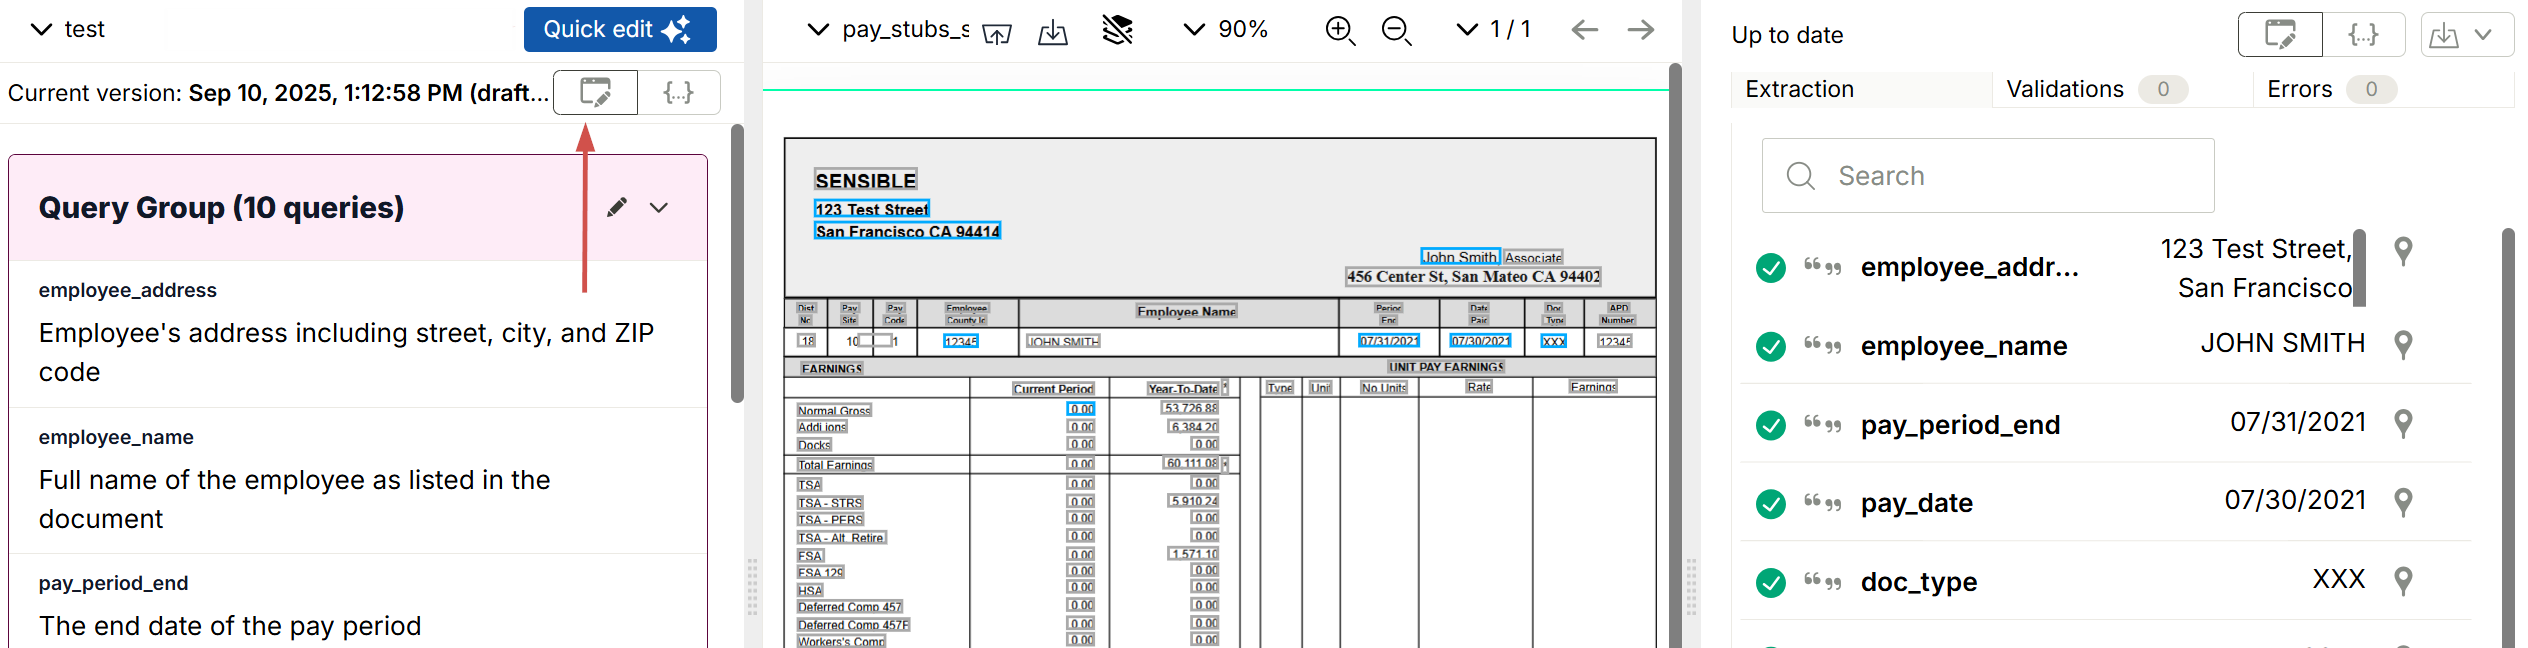 test
Quick edit
Current version: Sep 10, 2025, 1:12:58 PM (draft...
{...}
Query Group (10 queries)
employee_address
Employee's address including street, city, and ZIP
code
employee_name
Full name of the employee as listed in the
document
pay_period_end
The end date of the pay period
pay_stubs_s
90%
1 / 1
SENSIBLE
123 Test Street
San Francisco CA 94414
John Smith, Associate
456 Center St, San Mateo CA 94402
Dist No
Pay Site
Pay Code
Employee County Id
Employee Name
Period End
Date Paid
Doc Type
APD Number
18
10
1
12345
JOHN SMITH
07/31/2021
07/30/2021
XXX
12345
EARNINGS
UNIT PAY EARNINGS
Current Period Year-To-Date
Type Unit No.Units Rate Earnings
Normal Gross 0.00 53,726.88
Addi ions 0.00 6,384.20
Docks 0.00 0.00
Total Earnings 0.00 60,111.08
TSA 0.00 0.00
TSA - STRS 0.00 5,910.24
TSA - PERS 0.00 0.00
TSA - Alt. Retire. 0.00 0.00
FSA 0.00 1,571.10
FSA 129 0.00 0.00
HSA 0.00 0.00
Deferred Comp 457 0.00 0.00
Deferred Comp 457F 0.00 0.00
Workers's Comp 0.00 0.00
Up to date
{...}
Extraction
Validations 0
Errors 0
Search
employee_addr... 123 Test Street,
San Francisco
employee_name JOHN SMITH
pay_period_end 07/31/2021
pay_date 07/30/2021
doc_type XXX